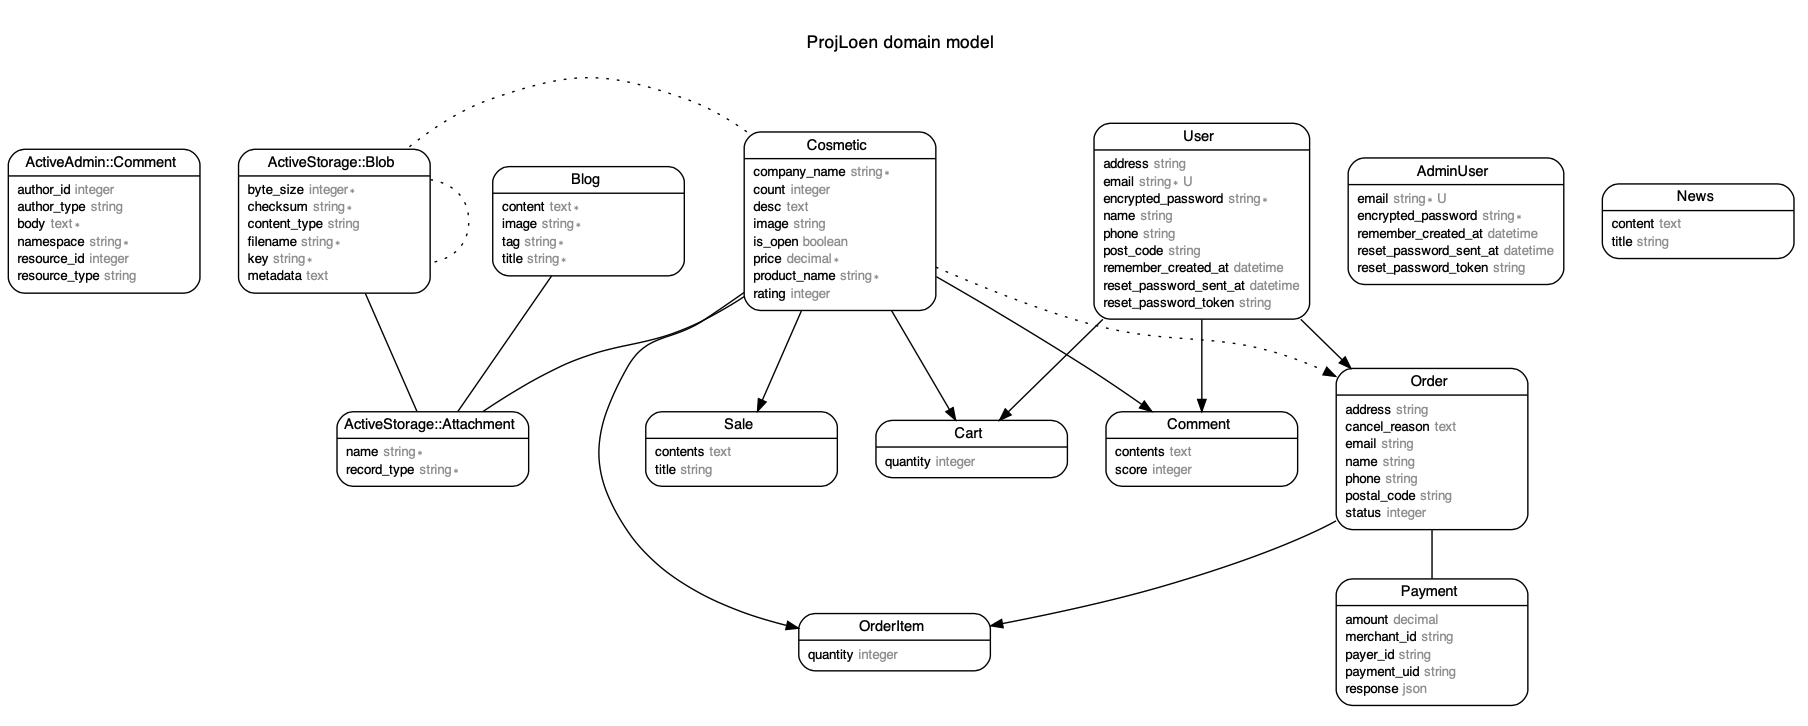 ProjLoen domain model
ActiveAdmin::Comment
author_id integer
author_type string
body text *
namespace string *
resource_id integer
resource_type string
ActiveStorage::Blob
byte_size integer *
checksum string *
content_type string
filename string *
key string *
metadata text
Blog
content text *
image string *
tag string *
title string *
Cosmetic
company_name string *
count integer
desc text
image string
is_open boolean
price decimal *
product_name string *
rating integer
User
address string
email string * U
encrypted_password string *
name string
phone string
post_code string
remember_created_at datetime
reset_password_sent_at datetime
reset_password_token string
AdminUser
email string * U
encrypted_password string *
remember_created_at datetime
reset_password_sent_at datetime
reset_password_token string
News
content text
title string
ActiveStorage::Attachment
name string *
record_type string *
Sale
contents text
title string
Cart
quantity integer
Comment
contents text
score integer
Order
address string
cancel_reason text
email string
name string
phone string
postal_code string
status integer
OrderItem
quantity integer
Payment
amount decimal
merchant_id string
payer_id string
payment_uid string
response json